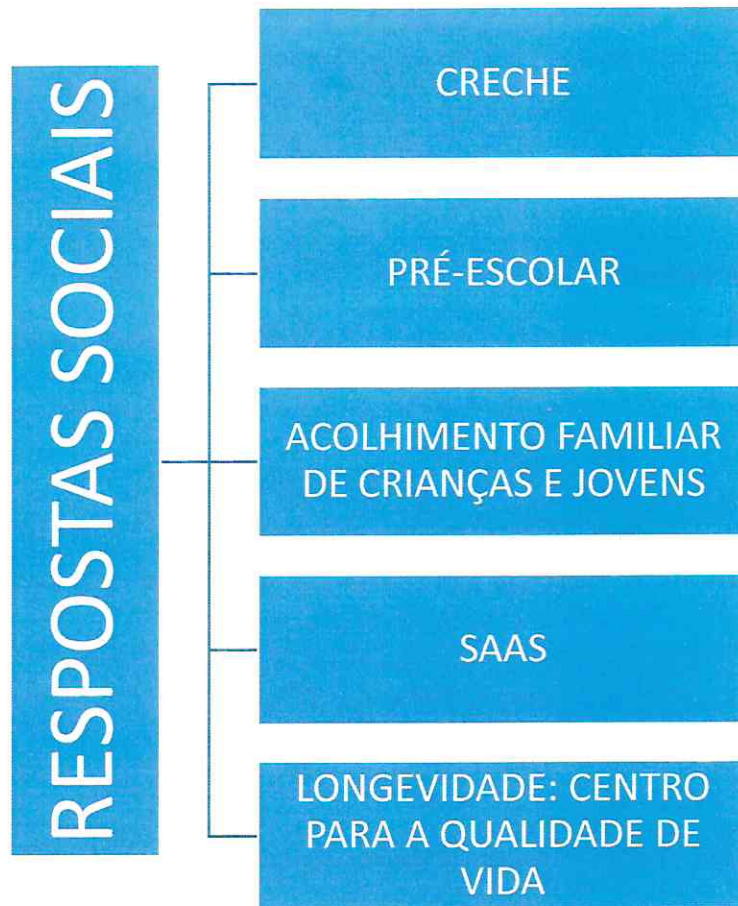 RESPOSTAS SOCIAIS
CRECHE
PRÉ-ESCOLAR
ACOLHIMENTO FAMILIAR
DE CRIANÇAS E JOVENS
SAAS
LONGEVIDADE: CENTRO
PARA A QUALIDADE DE
VIDA